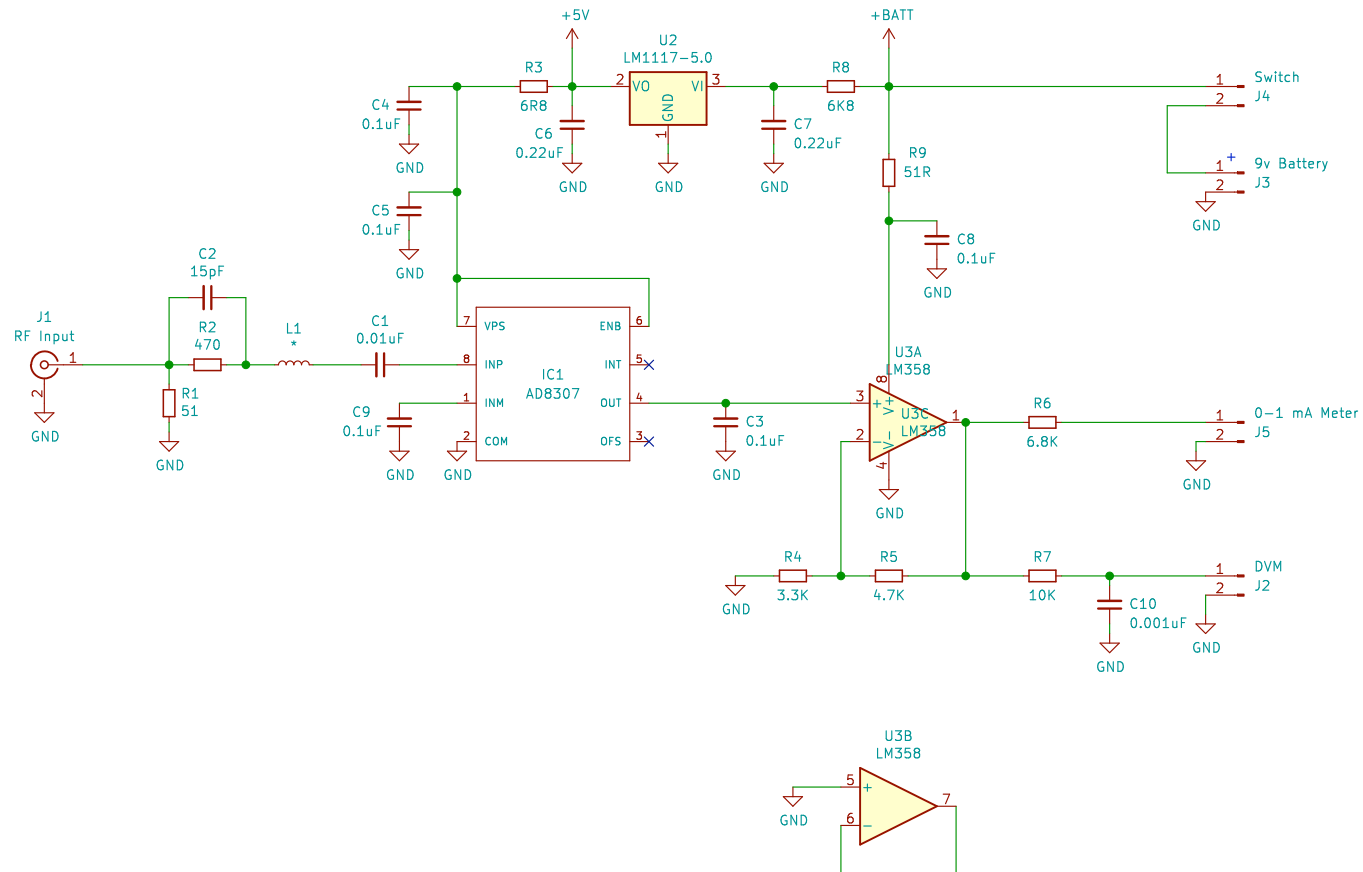 +5V
+BATT
U2
LM1117-5.0
R3
6R8
2
VO
VI
3
GND
1
R8
6K8
1
2
Switch
J4
C4
0.1uF
GND
C6
0.22uF
GND
GND
C7
0.22uF
GND
R9
51R
+
1
2
9v Battery
J3
GND
C5
0.1uF
GND
C8
0.1uF
GND
C2
15pF
J1
RF Input
1
2
GND
R2
470
L1
*
C1
0.01uF
R1
51
GND
7
VPS
ENB
6
8
INP
INT
5
IC1
AD8307
1
INM
OUT
4
2
COM
OFS
3
C9
0.1uF
GND
GND
C3
0.1uF
GND
U3A
LM358
8
3
+
V+
U3C
LM358
1
2
−
V-
4
GND
R6
6.8K
1
2
0-1 mA Meter
J5
GND
R4
3.3K
GND
R5
4.7K
R7
10K
C10
0.001uF
GND
1
2
DVM
J2
GND
U3B
LM358
5
+
GND
6
−
7